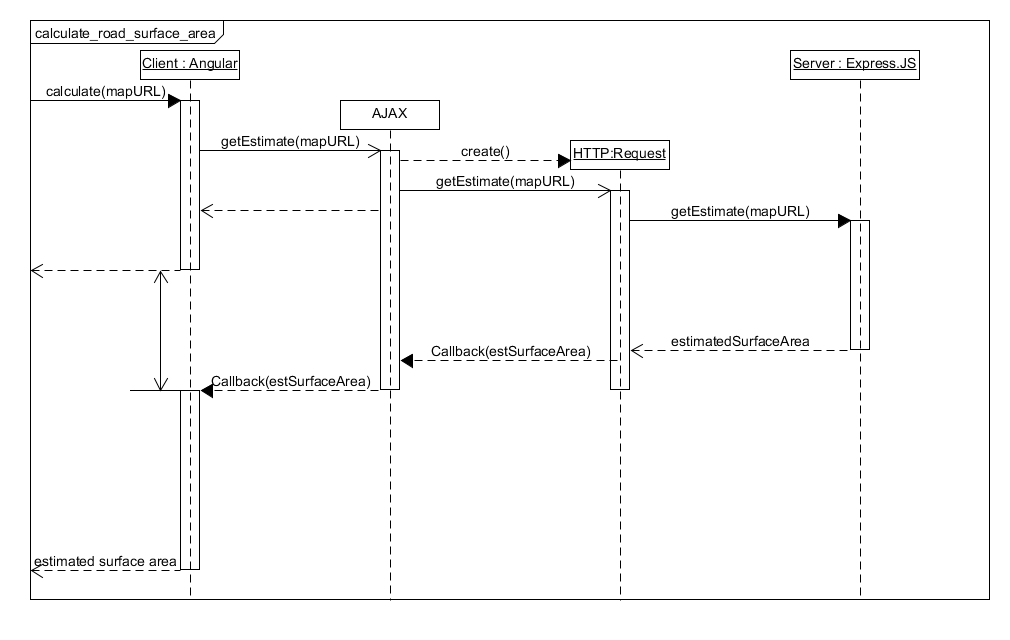 calculate_road_surface_area
Client : Angular
Server : Express.JS
calculate(mapURL)
AJAX
getEstimate(mapURL)
create()
HTTP:Request
getEstimate(mapURL)
getEstimate(mapURL)
estimatedSurfaceArea
Callback(estSurfaceArea)
Callback(estSurfaceArea)
estimated surface area